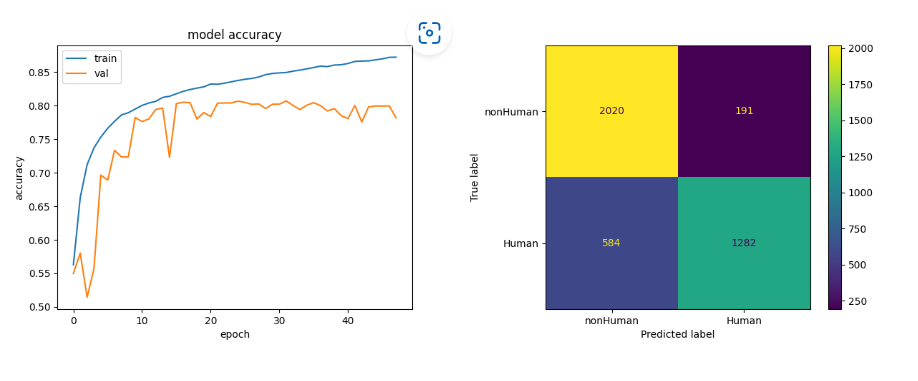 model accuracy
train
val
0.85
0.80
0.75
0.70
0.65
0.60
0.55
0.50
accuracy
0
10
20
30
40
epoch
True label
nonHuman
Human
2020
191
584
1282
nonHuman
Human
Predicted label
2000
1750
1500
1250
1000
750
500
250